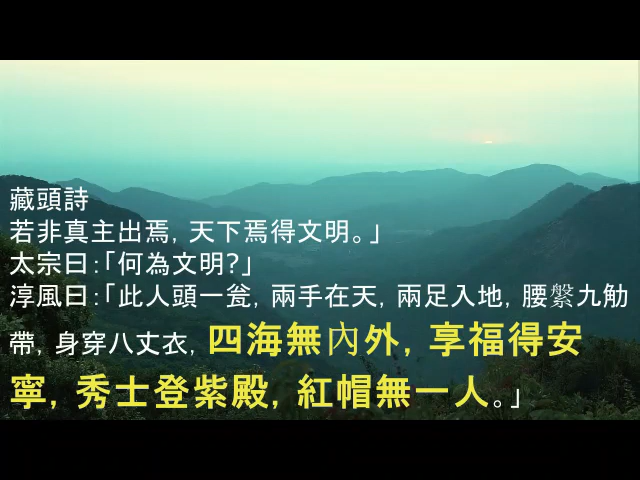 藏頭詩
若非真主出焉，天下焉得文明。」
太宗曰：「何為文明？」
淳風曰：「此人頭一瓮，兩手在天，兩足入地，腰繫九觔
帶，身穿八丈衣，四海無內外，享福得安
寧，秀士登紫殿，紅帽無一人。」